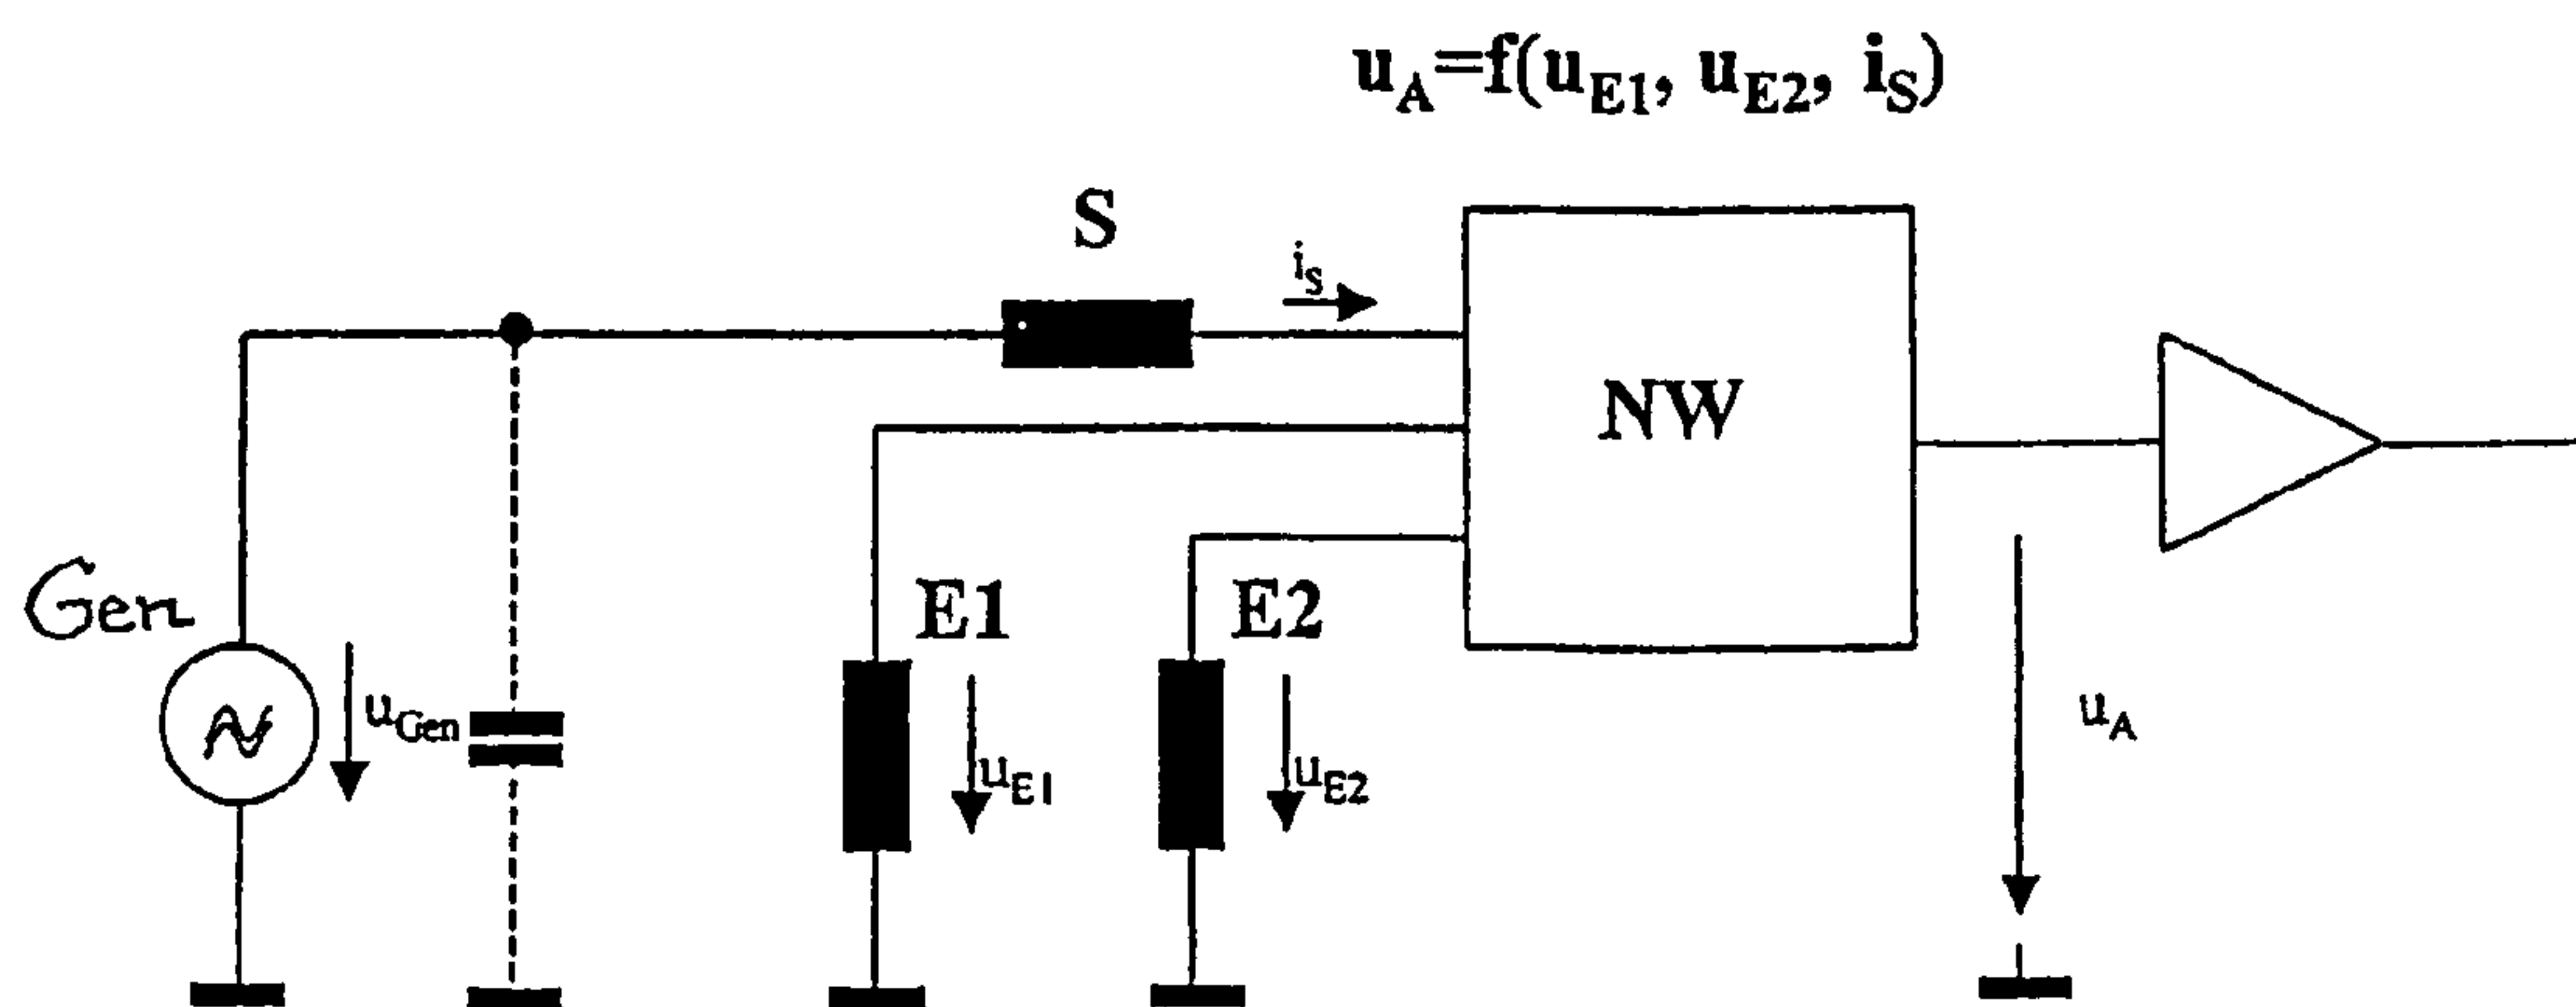 u_A=f(u_E1, u_E2, i_S)
S
i_S
NW
Gen
E1
E2
u_Gen
u_E1
u_E2
u_A